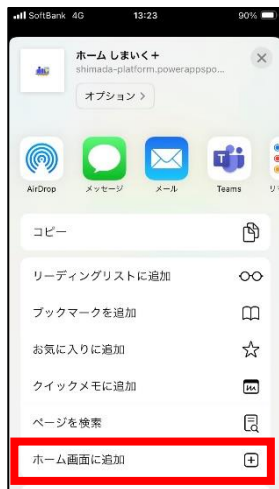 SoftBank 4G 13:23 90%
ホーム しまいく＋
shimada-platform.powerappspo...
オプション >
AirDrop メッセージ メール Teams リ
コピー
リーディングリストに追加
ブックマークを追加
お気に入りに追加
クイックメモに追加
ページを検索
ホーム画面に追加